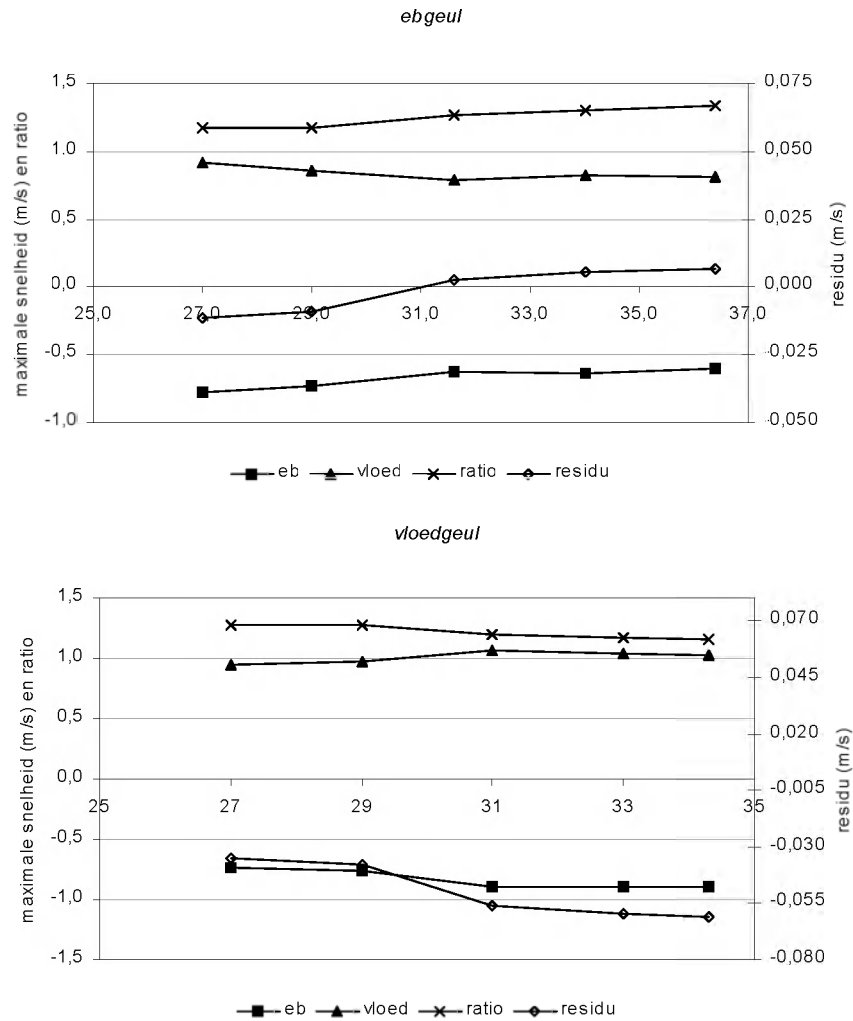 ebgeul
maximale snelheid (m/s) en ratio
1,5
1,0
0,5
0,0
-0,5
-1,0
25,0 27,0 29,0 31,0 33,0 35,0 37,0
0,075
0,050
0,025
0,000
-0,025
-0,050
residu (m/s)
eb vloed ratio residu
vloedgeul
maximale snelheid (m/s) en ratio
1,5
1,0
0,5
0,0
-0,5
-1,0
-1,5
25 27 29 31 33 35
0,070
0,045
0,020
-0,005
-0,030
-0,055
-0,080
residu (m/s)
eb vloed ratio residu